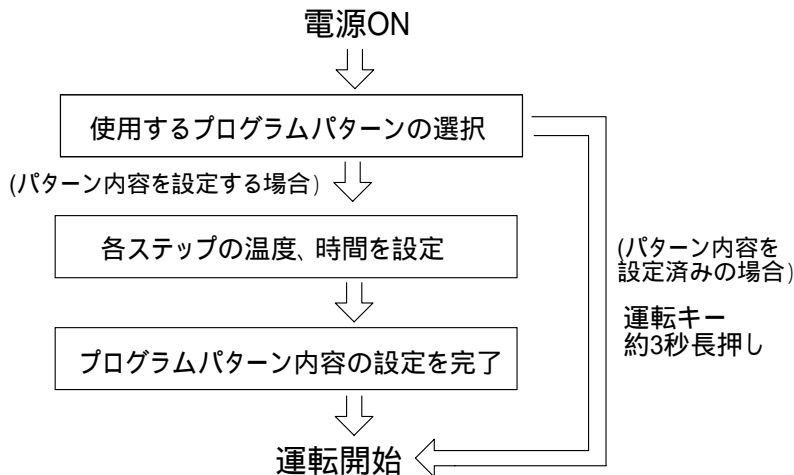 電源ON
使用するプログラムパターンの選択
(パターン内容を設定する場合)
各ステップの温度、時間を設定
(パターン内容を
設定済みの場合)
運転キー
約3秒長押し
プログラムパターン内容の設定を完了
運転開始